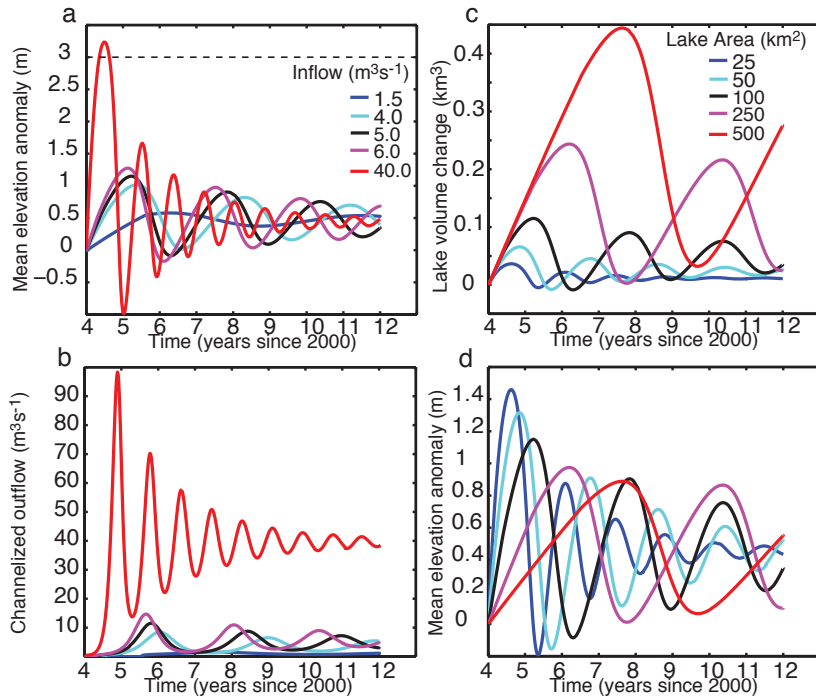 a
Mean elevation anomaly (m)
3
2
1
1
0.5
0
−0.5
Inflow (m³s⁻¹)
1.5
4.0
5.0
6.0
40.0
4 5 6 7 8 9 10 11 12
Time (years since 2000)
c
Lake volume change (km³)
0.4
0.3
0.2
0.1
0
Lake Area (km²)
25
50
100
250
500
4 5 6 7 8 9 10 11 12
Time (years since 2000)
b
Channelized outflow (m³s⁻¹)
90
80
70
60
50
40
30
20
10
4 5 6 7 8 9 10 11 12
Time (years since 2000)
d
Mean elevation anomaly (m)
1.4
1.2
0.8
0.6
0.4
0.2
0
4 5 6 7 8 9 10 11 12
Time (years since 2000)